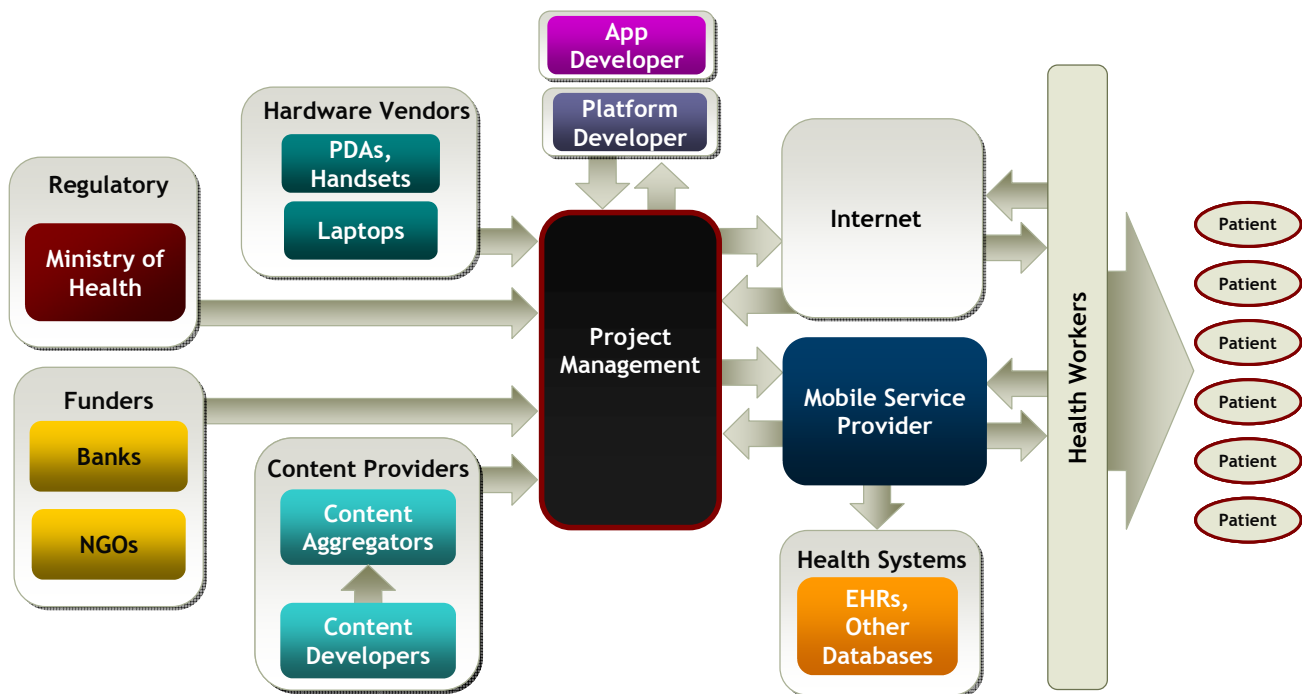 App
Developer
Platform
Developer
Hardware Vendors
PDAs,
Handsets
Laptops
Regulatory
Ministry of
Health
Funders
Banks
NGOs
Content Providers
Content
Aggregators
Content
Developers
Project
Management
Internet
Mobile Service
Provider
Health Systems
EHRs,
Other
Databases
Health Workers
Patient
Patient
Patient
Patient
Patient
Patient